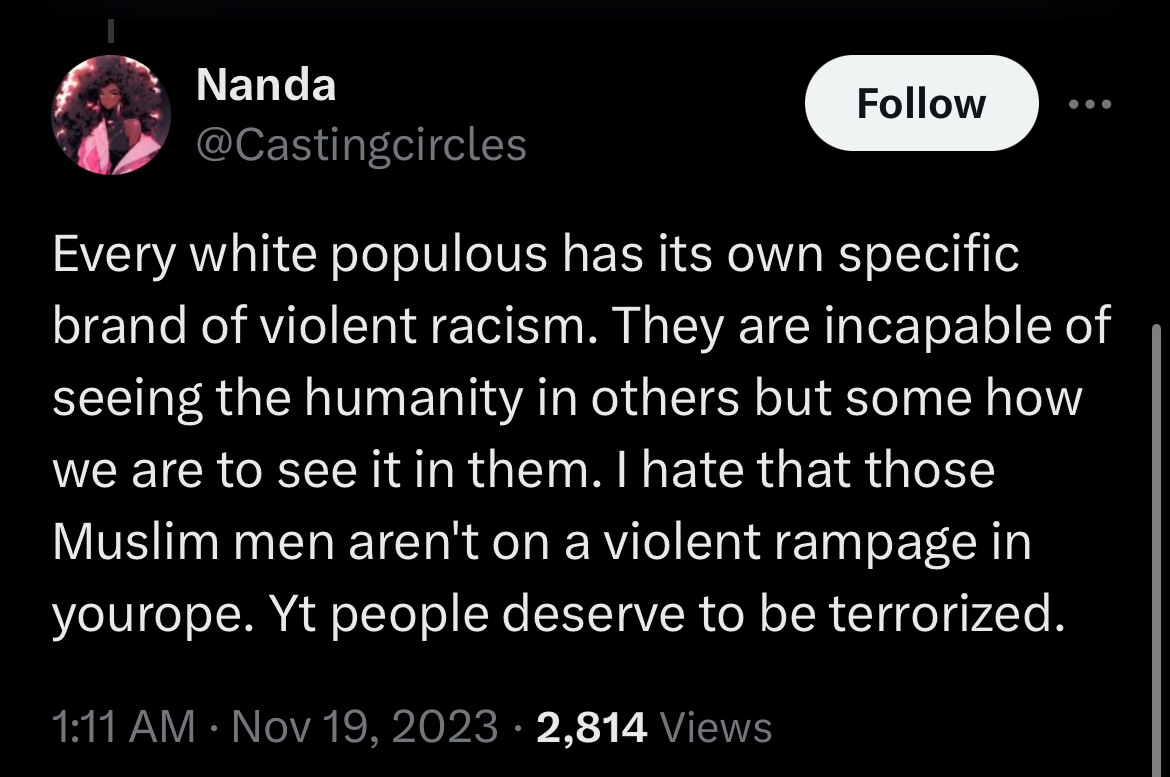 Nanda
@Castingcircles
Follow
Every white populous has its own specific
brand of violent racism. They are incapable of
seeing the humanity in others but some how
we are to see it in them. I hate that those
Muslim men aren't on a violent rampage in
yourope. Yt people deserve to be terrorized.
1:11 AM · Nov 19, 2023 · 2,814 Views